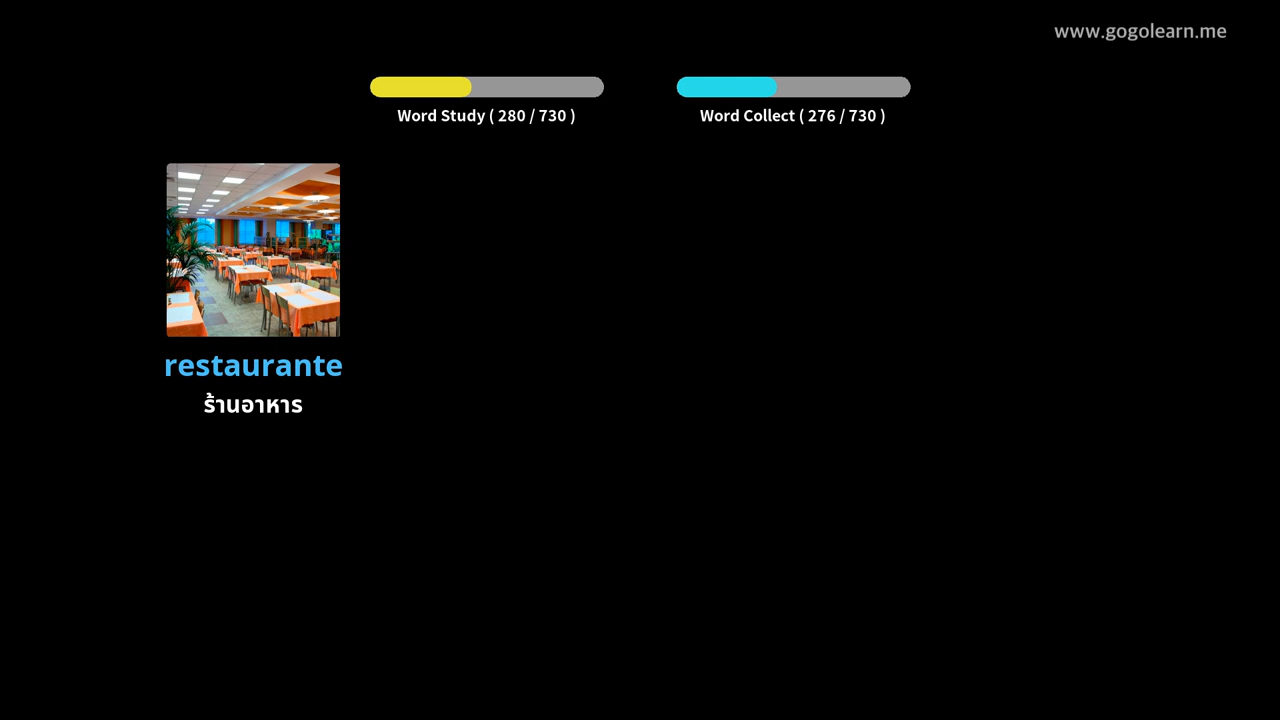 www.gogolearn.me
Word Study ( 280 / 730 )
Word Collect ( 276 / 730 )
restaurante
ร้านอาหาร